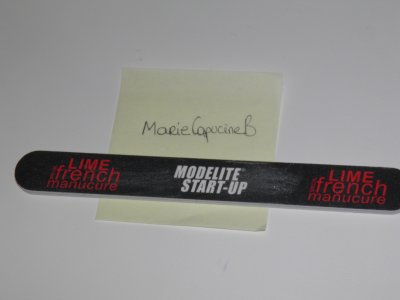 MarieCapucineB
LIME
french
manucure
MODELITE
START-UP
LIME
french
manucure